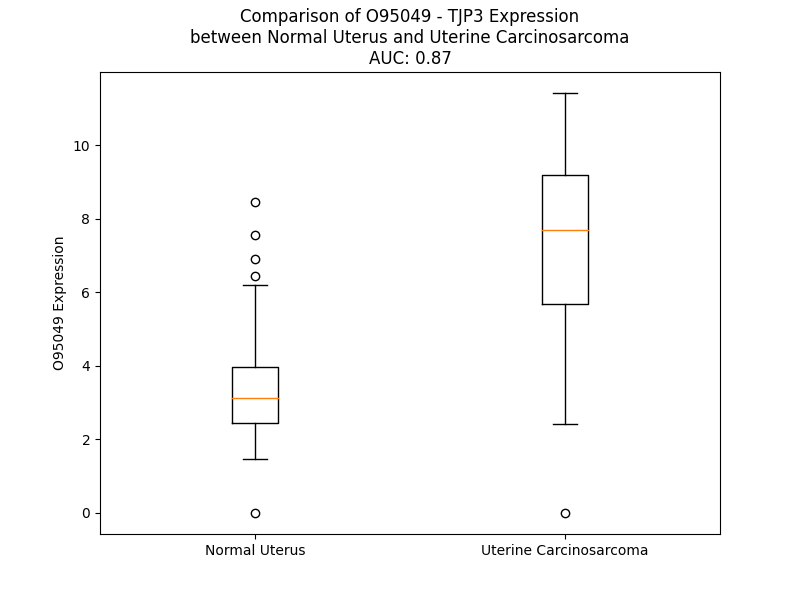 Comparison of O95049 - TJP3 Expression
between Normal Uterus and Uterine Carcinosarcoma
AUC: 0.87
10
8
6
4
2
0
O95049 Expression
Normal Uterus
Uterine Carcinosarcoma